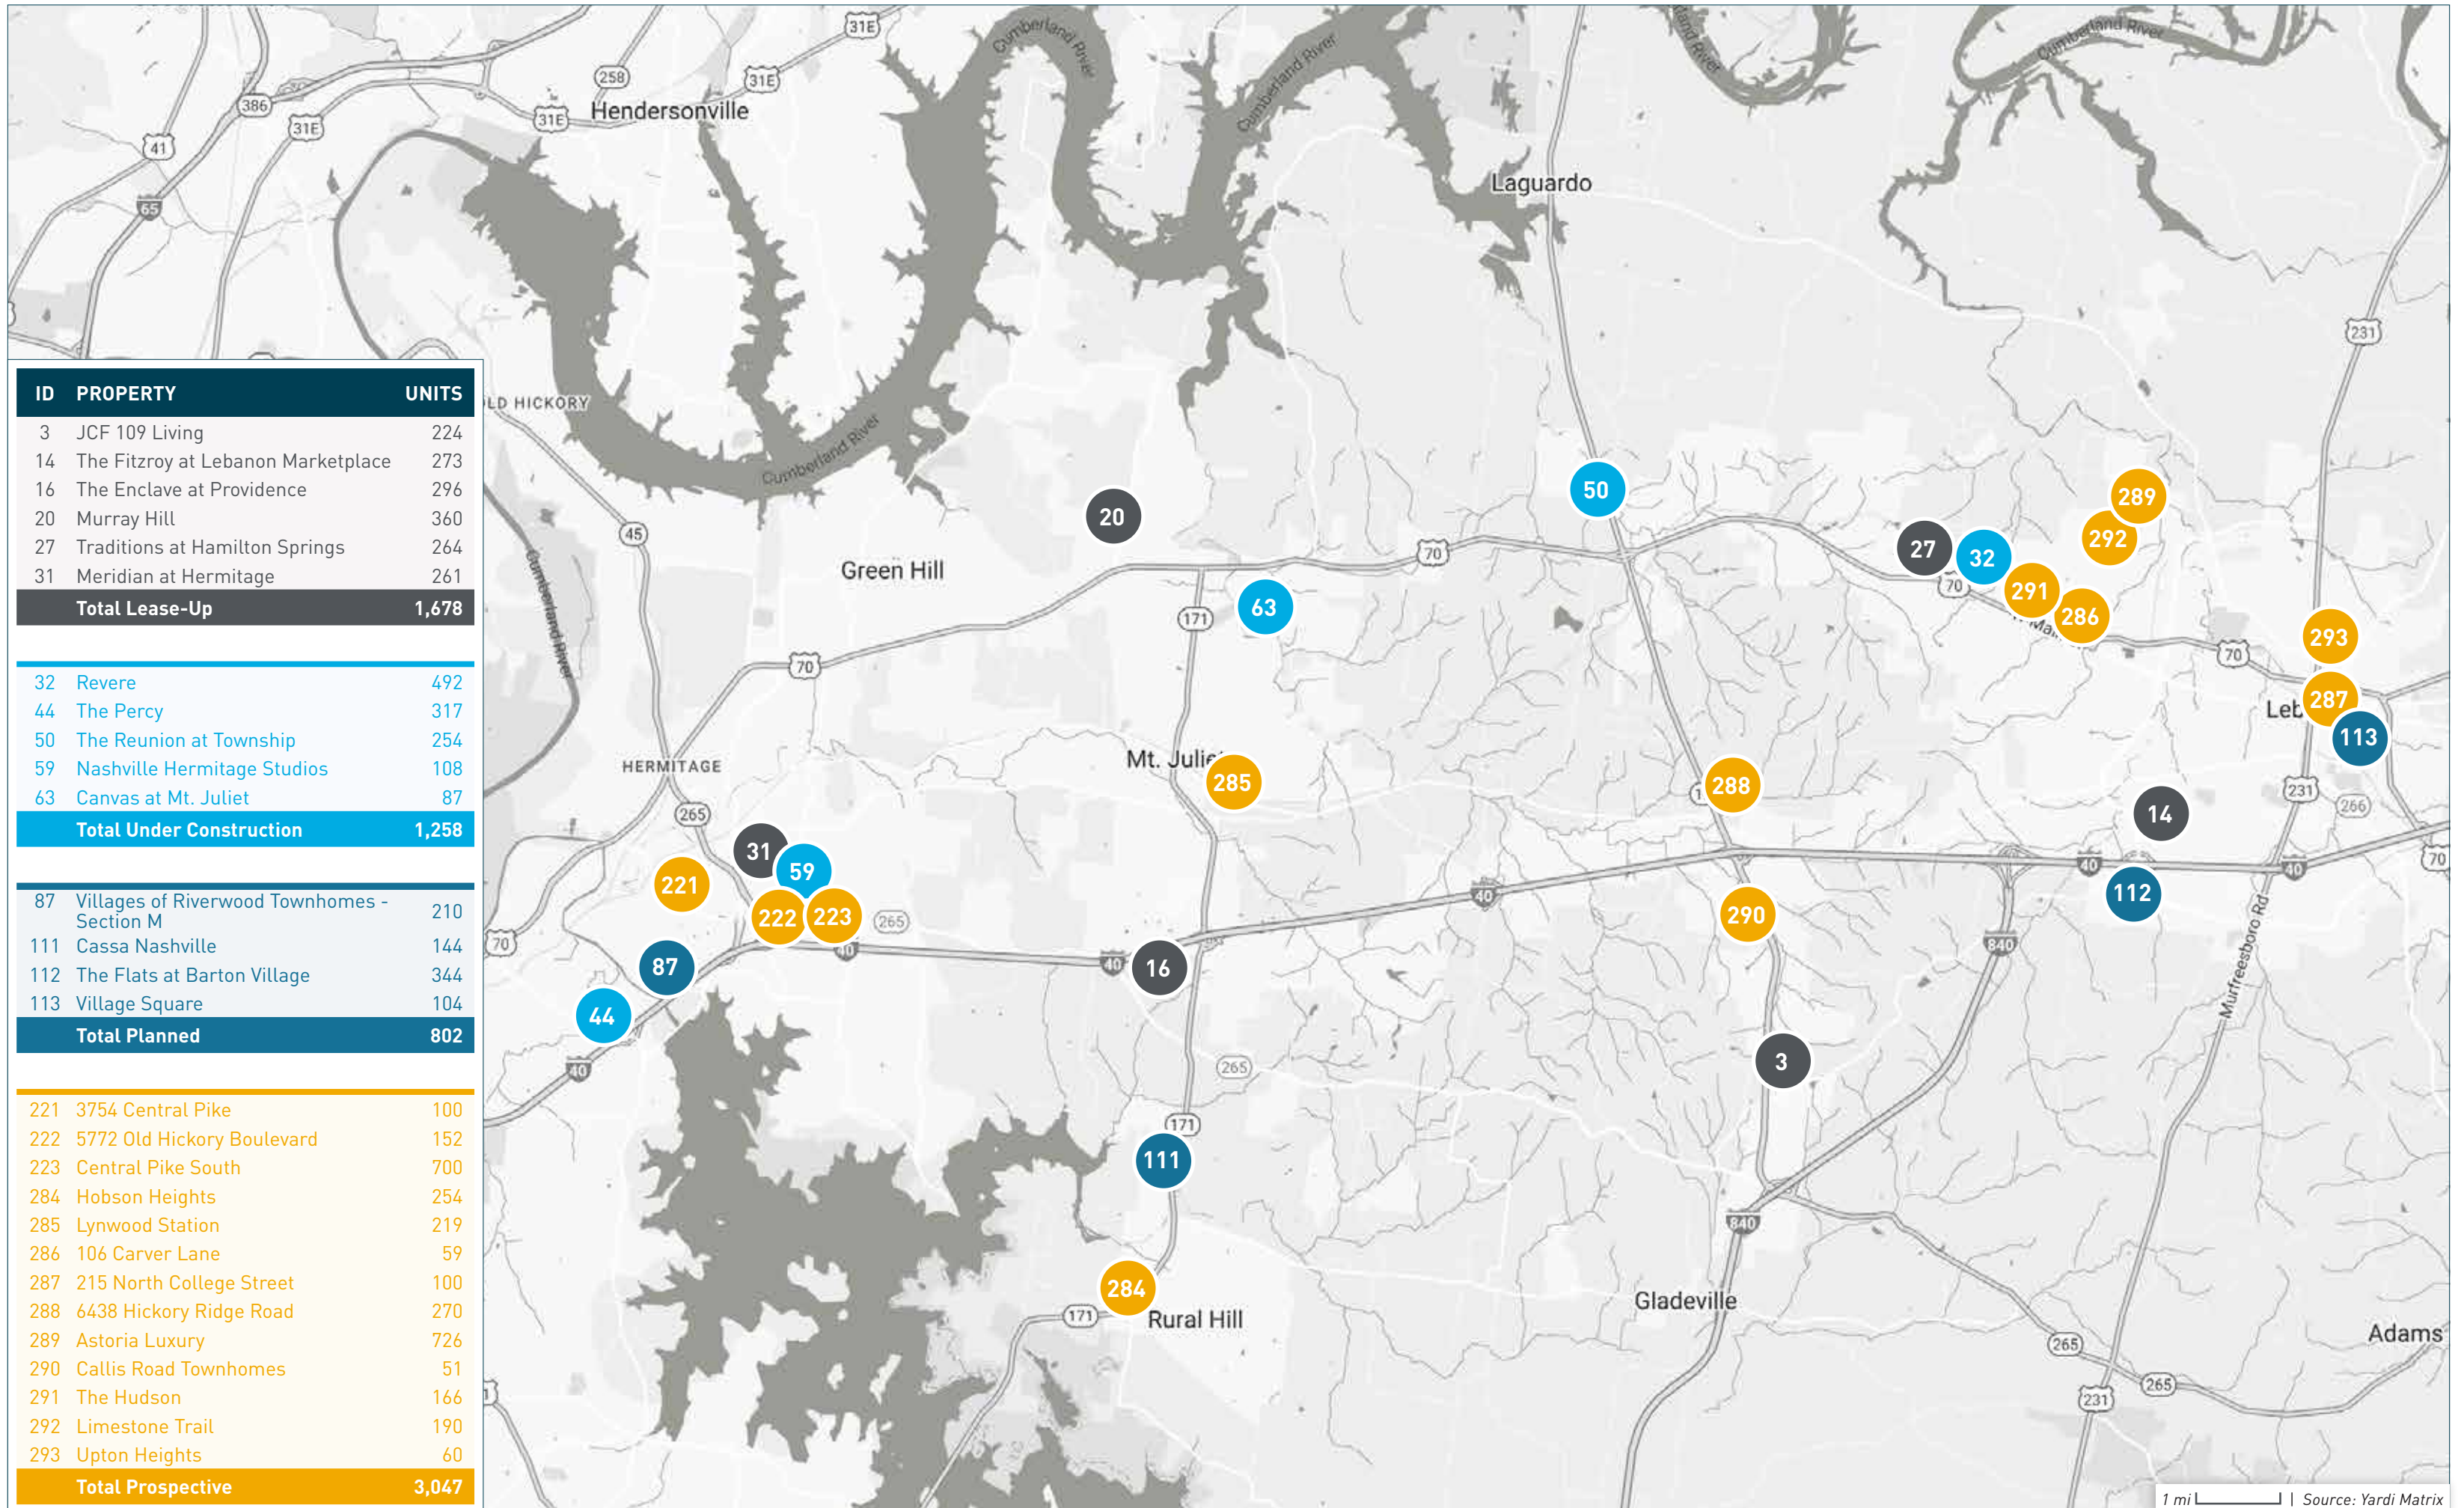 ID PROPERTY UNITS
3 JCF 109 Living 224
14 The Fitzroy at Lebanon Marketplace 273
16 The Enclave at Providence 296
20 Murray Hill 360
27 Traditions at Hamilton Springs 264
31 Meridian at Hermitage 261
Total Lease-Up 1,678
32 Revere 492
44 The Percy 317
50 The Reunion at Township 254
59 Nashville Hermitage Studios 108
63 Canvas at Mt. Juliet 87
Total Under Construction 1,258
87 Villages of Riverwood Townhomes - Section M 210
111 Cassa Nashville 144
112 The Flats at Barton Village 344
113 Village Square 104
Total Planned 802
221 3754 Central Pike 100
222 5772 Old Hickory Boulevard 152
223 Central Pike South 700
284 Hobson Heights 254
285 Lynwood Station 219
286 106 Carver Lane 59
287 215 North College Street 100
288 6438 Hickory Ridge Road 270
289 Astoria Luxury 726
290 Callis Road Townhomes 51
291 The Hudson 166
292 Limestone Trail 190
293 Upton Heights 60
Total Prospective 3,047
31E
258
31E
386
31E
31E
Hendersonville
41
65
Cumberland River
Cumberland River
Cumberland River
Laguardo
231
LD HICKORY
Cumberland River
45
Cumberland River
Green Hill
20
50
289
292
27
32
70
70
291
286
63
171
293
70
70
287
Leb
113
HERMITAGE
Mt. Juliet
285
288
231
266
14
265
31
59
221
222
223
265
40
40
40
70
112
290
70
40
87
40
16
840
Murfreesboro Rd
44
40
265
3
171
111
840
284
171
Rural Hill
Gladeville
Adams
265
265
231
1 mi | Source: Yardi Matrix